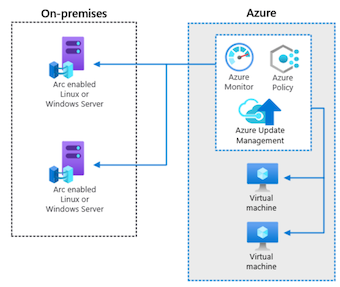 On-premises
Arc enabled
Linux or
Windows Server
Arc enabled
Linux or
Windows Server
Azure
Azure
Monitor
Azure
Policy
Azure Update
Management
Virtual
machine
Virtual
machine